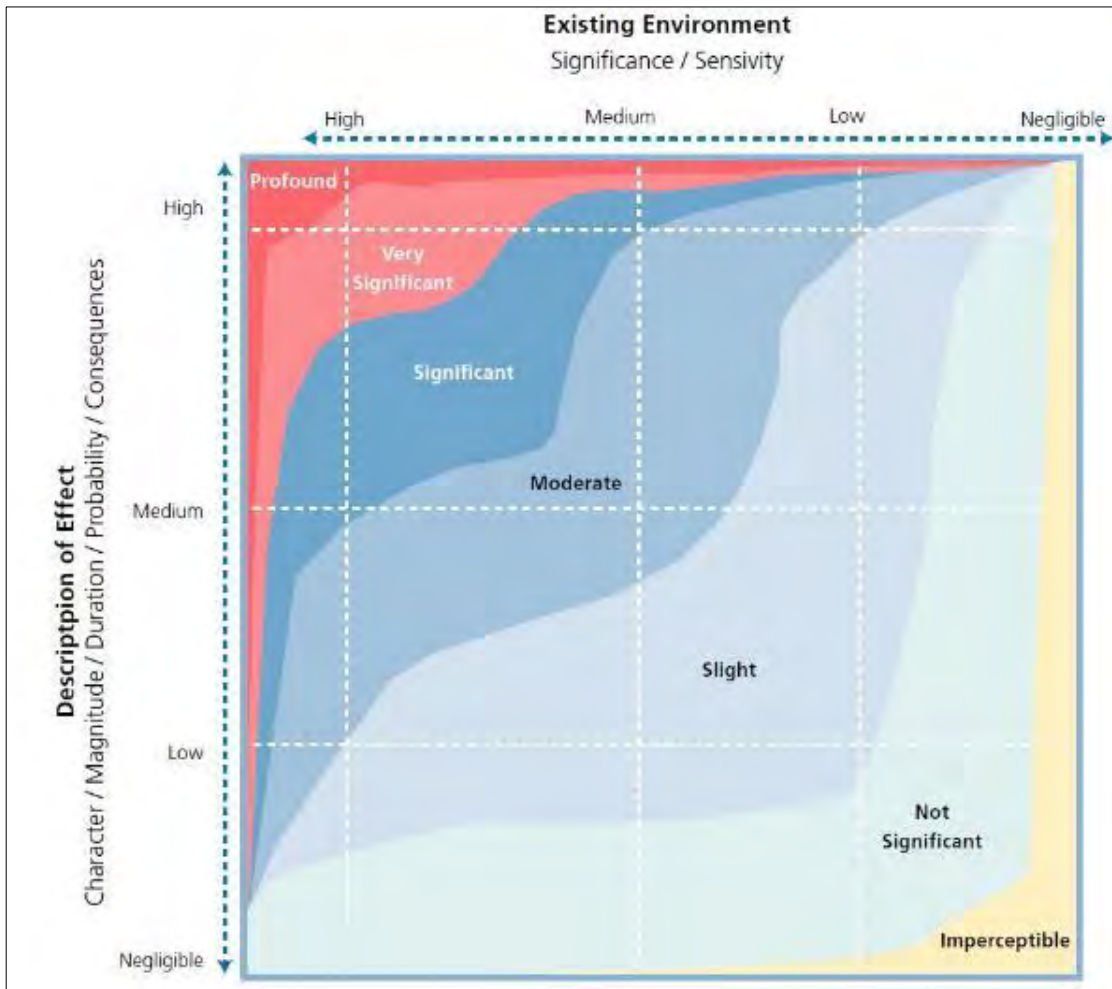 Existing Environment
Significance / Sensivity
High
Medium
Low
Negligible
Descriptpion of Effect
Character / Magnitude / Duration / Probability / Consequences
High
Medium
Low
Negligible
Profound
Very
Significant
Significant
Moderate
Slight
Not
Significant
Imperceptible